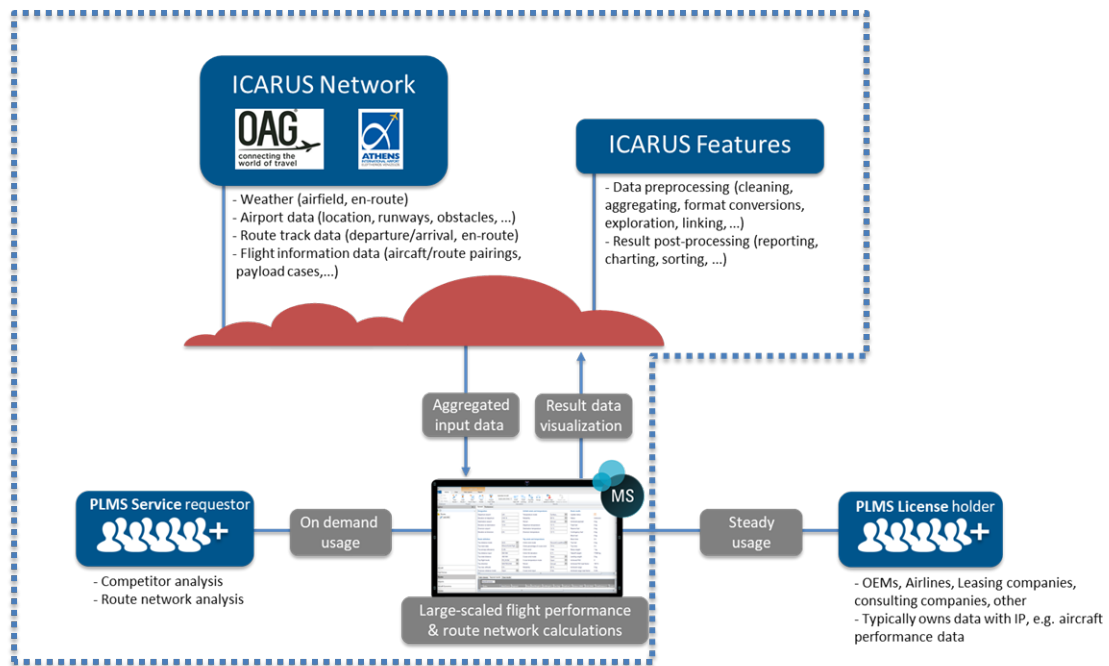 ICARUS Network
OAG
connecting the
world of travel
ATHENS
INTERNATIONAL AIRPORT
ICARUS Features
- Weather (airfield, en-route)
- Airport data (location, runways, obstacles, ...)
- Route track data (departure/arrival, en-route)
- Flight information data (aircaft/route pairings,
payload cases,...)
- Data preprocessing (cleaning,
aggregating, format conversions,
exploration, linking, ...)
- Result post-processing (reporting,
charting, sorting, ...)
Aggregated
input data
Result data
visualization
MS
PLMS Service requestor
+
On demand
usage
Steady
usage
PLMS License holder
+
- Competitor analysis
- Route network analysis
Large-scaled flight performance
& route network calculations
- OEMs, Airlines, Leasing companies,
consulting companies, other
- Typically owns data with IP, e.g. aircraft
performance data